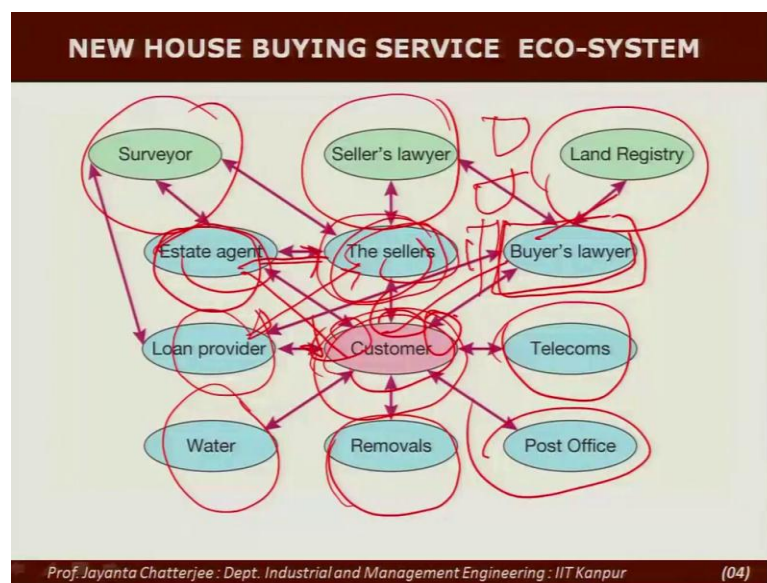 NEW HOUSE BUYING SERVICE ECO-SYSTEM
Surveyor
Seller's lawyer
Land Registry
Estate agent
The sellers
Buyer's lawyer
Loan provider
Customer
Telecoms
Water
Removals
Post Office
Prof. Jayanta Chatterjee : Dept. Industrial and Management Engineering : IIT Kanpur
(04)